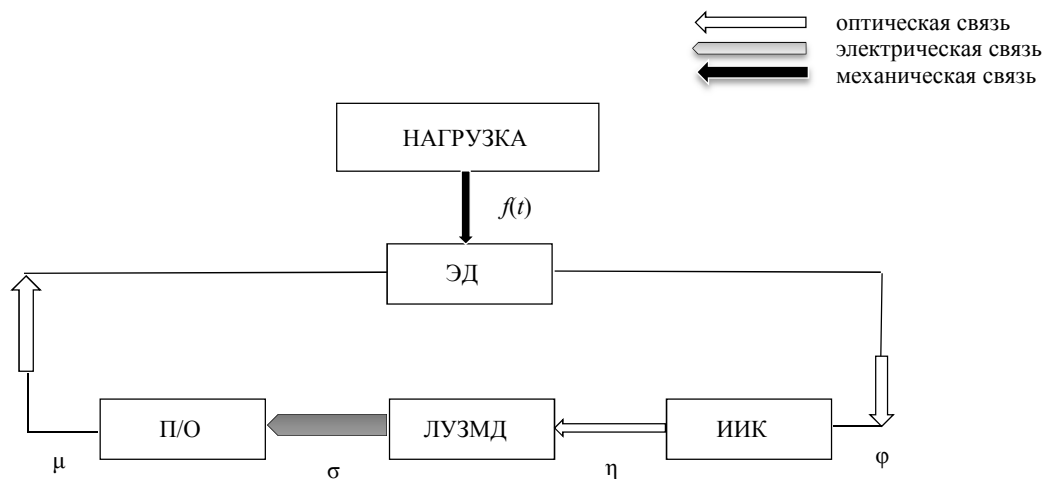 оптическая связь
электрическая связь
механическая связь
НАГРУЗКА
f(t)
ЭД
П/О
ЛУЗМД
ИИК
μ
σ
η
φ